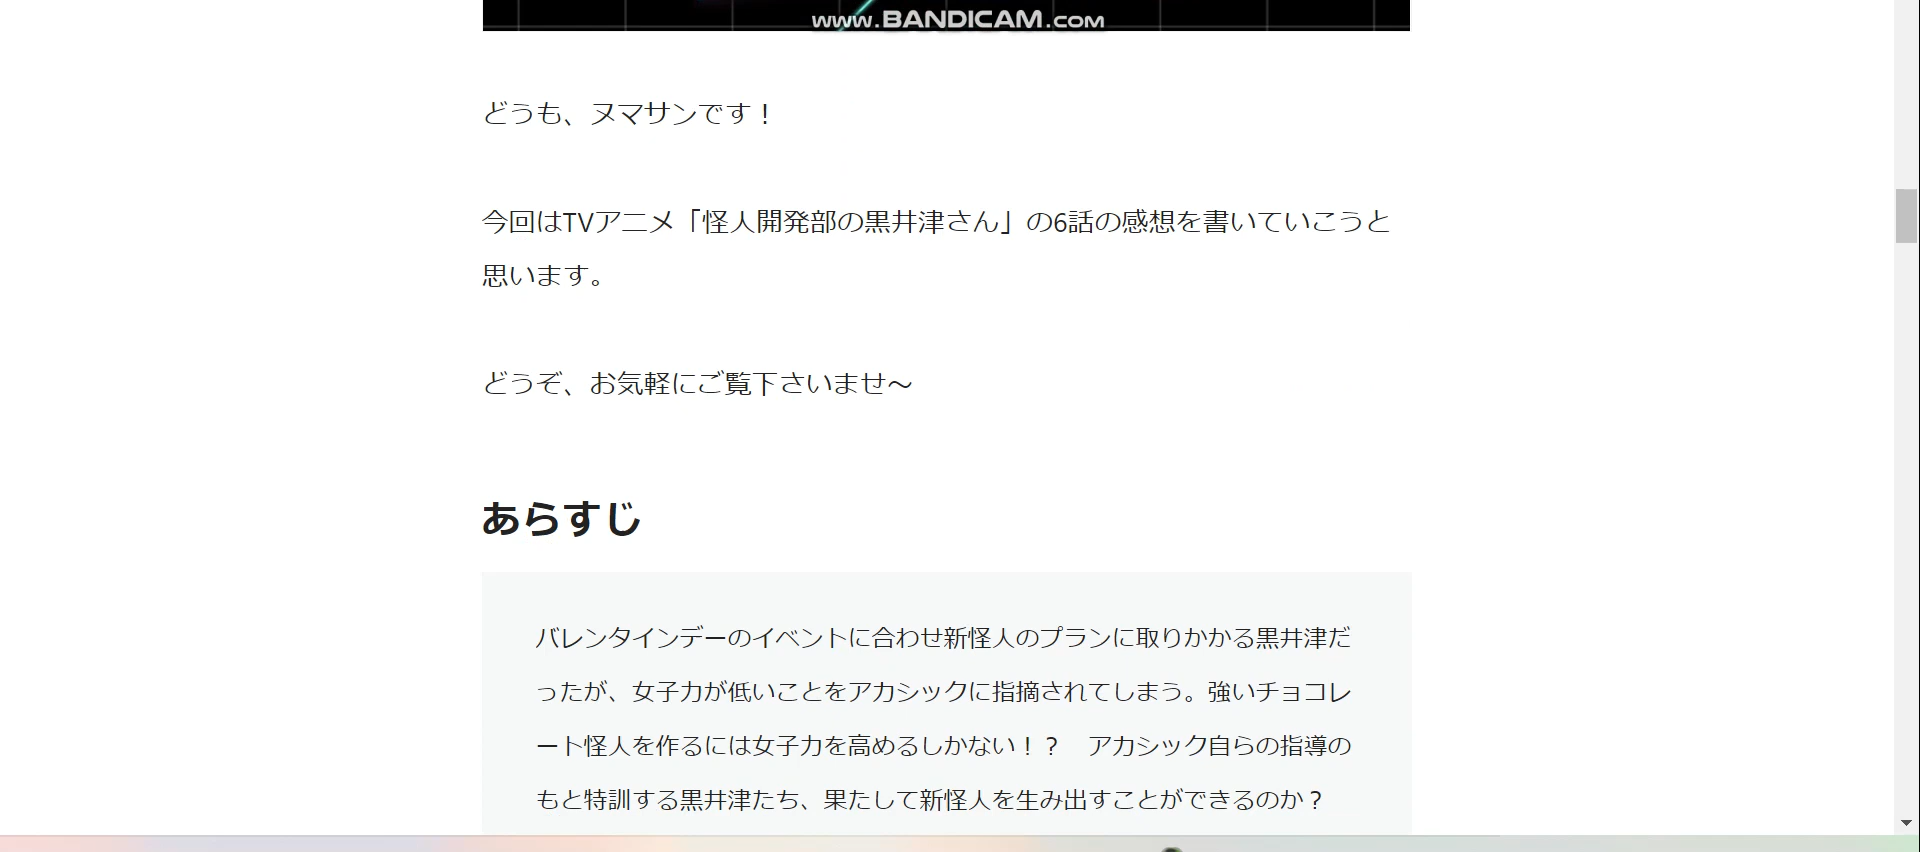 www.BANDICAM.com
どうも、ヌマサンです！
今回はTVアニメ「怪人開発部の黒井津さん」の6話の感想を書いていこうと
思います。
どうぞ、お気軽にご覧下さいませ〜
あらすじ
バレンタインデーのイベントに合わせ新怪人のプランに取りかかる黒井津だ
ったが、女子力が低いことをアカシックに指摘されてしまう。強いチョコレ
ート怪人を作るには女子力を高めるしかない！？　アカシック自らの指導の
もと特訓する黒井津たち、果たして新怪人を生み出すことができるのか？